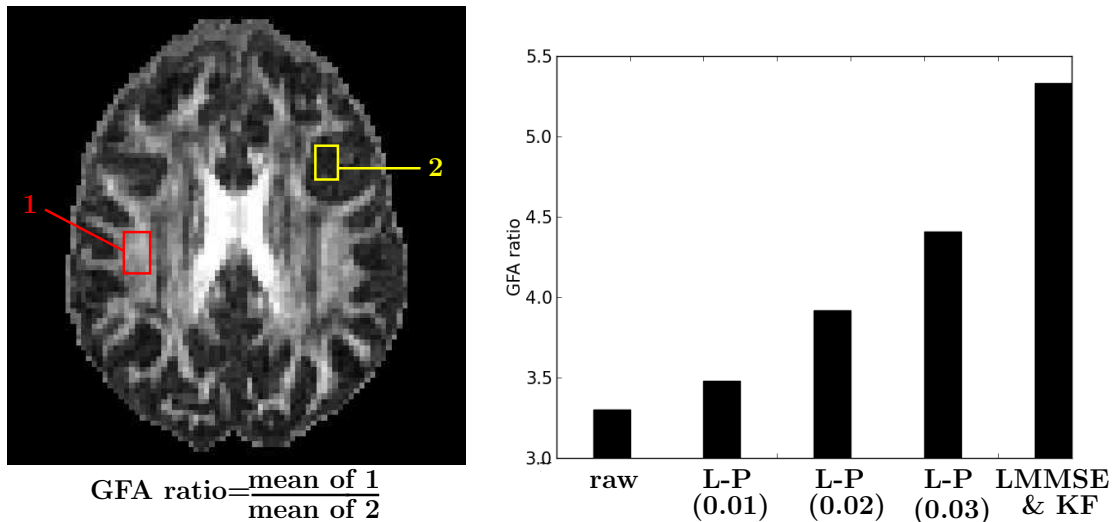 1
2
GFA ratio=mean of 1
mean of 2
5.5
5.0
4.5
4.0
3.5
3.0
GFA ratio
raw
L-P
(0.01)
L-P
(0.02)
L-P
(0.03)
LMMSE
& KF